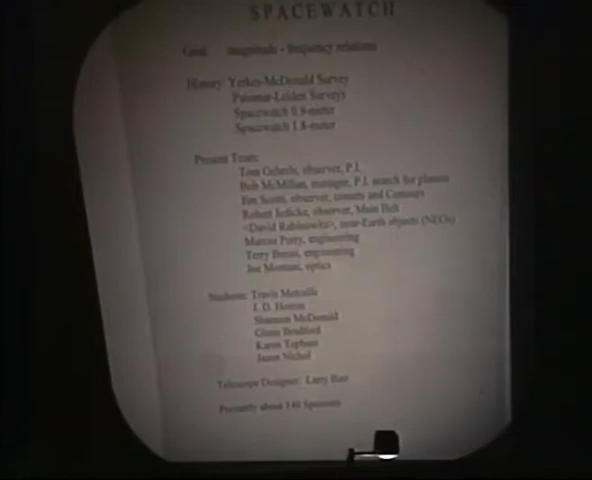 SPACEWATCH
Goal: magnitude - frequency relations
History: Yerkes-McDonald Survey
Palomar-Leiden Surveys
Spacewatch 0.9-meter
Spacewatch 1.8-meter
Present Team:
Tom Gehrels, observer, P.I.
Bob McMillan, manager, P.I. search for planets
Jim Scotti, observer, comets and Centaurs
Robert Jedicke, observer, Main Belt
<David Rabinowitz>, near-Earth objects (NEOs)
Marcus Perry, engineering
Terry Bressi, engineering
Joe Montani, optics
Students: Travis Metcalfe
Shannon McDonald
Glenn Bradford
Jason Nichol
Telescope Designer: Larry Barr
Presently about 140 Sponsors